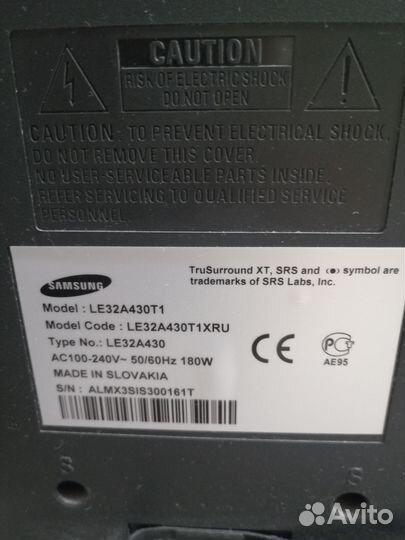 CAUTION
RISK OF ELECTRIC SHOCK
DO NOT OPEN
CAUTION: TO PREVENT ELECTRICAL SHOCK,
DO NOT REMOVE THIS COVER.
NO USER-SERVICEABLE PARTS INSIDE.
REFER SERVICING TO QUALIFIED SERVICE
PERSONNEL.
SAMSUNG
TruSurround XT, SRS and (●) symbol are
trademarks of SRS Labs, Inc.
Model : LE32A430T1
Model Code : LE32A430T1XRU
Type No.: LE32A430
AC100-240V~ 50/60Hz 180W
MADE IN SLOVAKIA
S/N : ALMX3SIS300161T
CE
РС
АЕ95
S
S
Avito